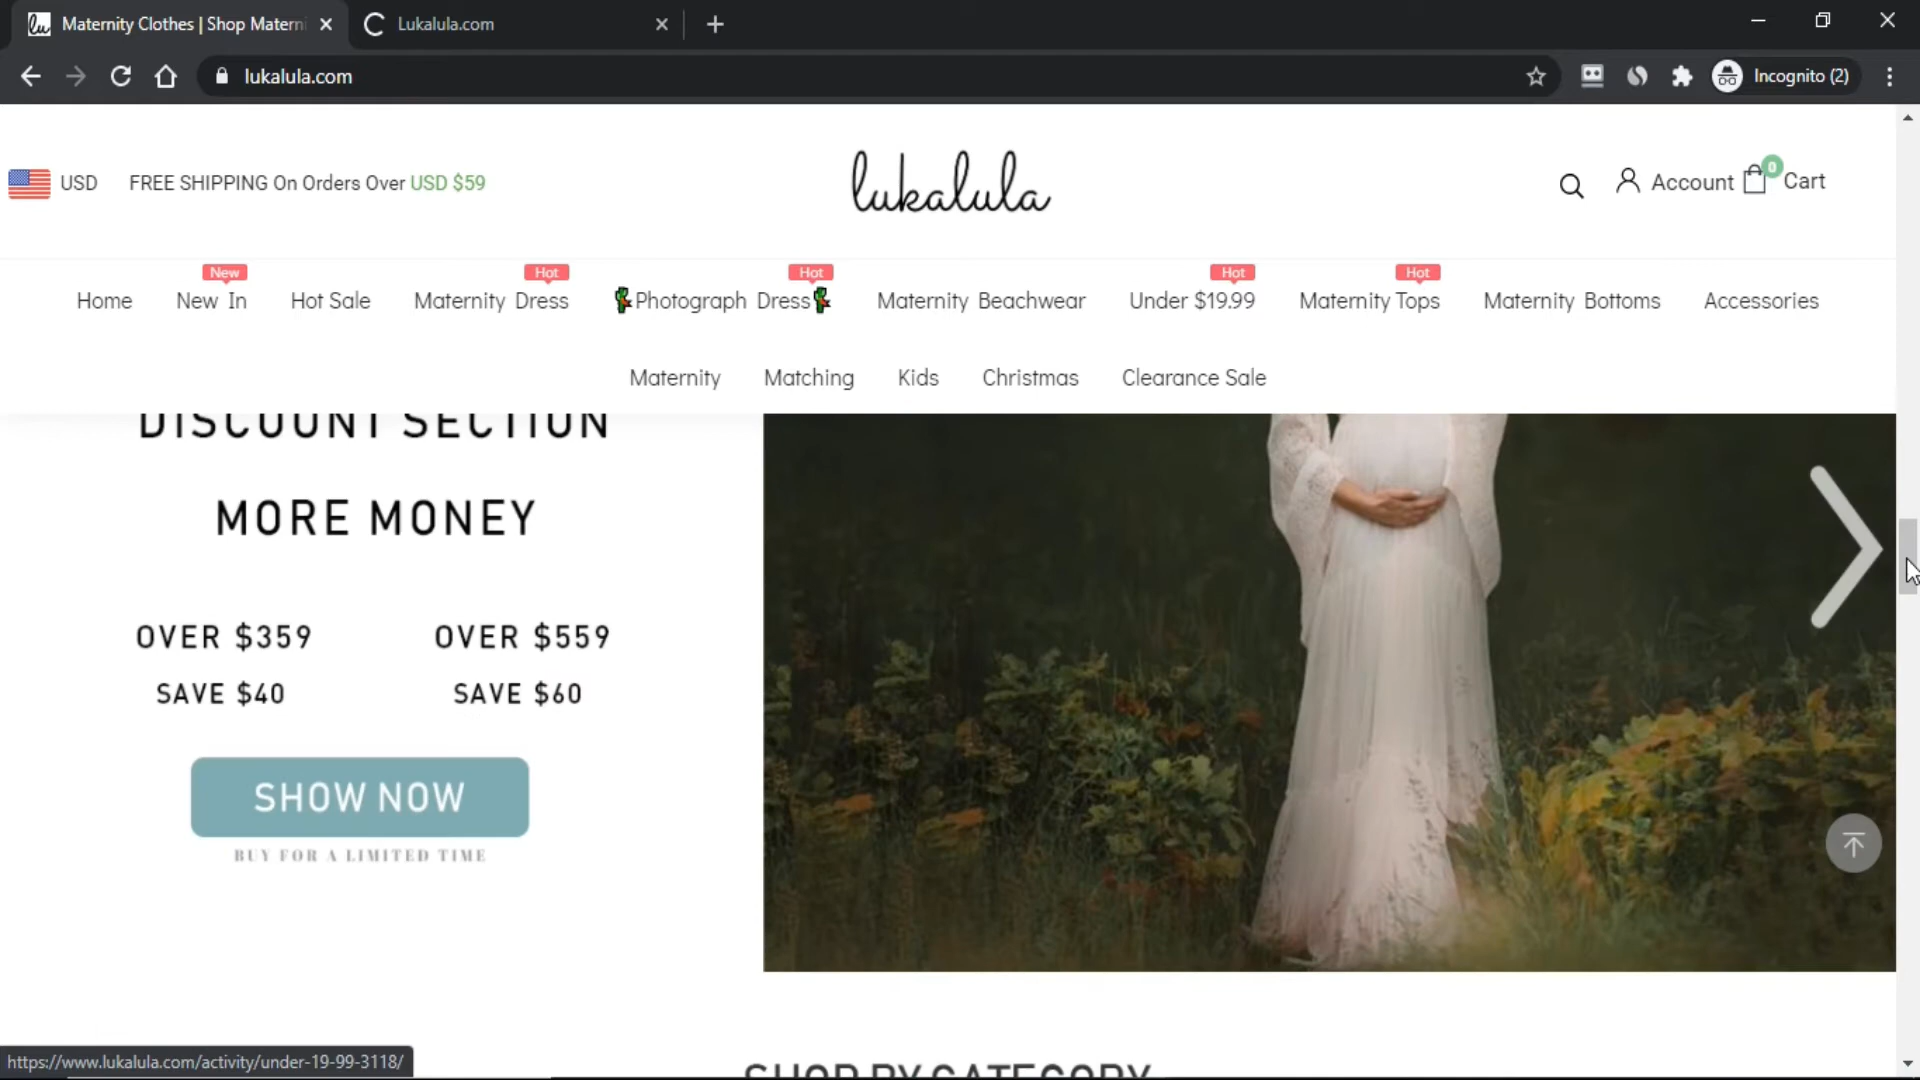 Maternity Clothes | Shop Matern
Lukalula.com
lukalula.com
Incognito (2)
USD
FREE SHIPPING On Orders Over USD $59
lukalula
Account
0
Cart
New
Hot
Hot
Hot
Hot
Home
New In
Hot Sale
Maternity Dress
Photograph Dress
Maternity Beachwear
Under $19.99
Maternity Tops
Maternity Bottoms
Accessories
Maternity
Matching
Kids
Christmas
Clearance Sale
DISCOUNT SECTION
MORE MONEY
OVER $359
OVER $559
SAVE $40
SAVE $60
SHOW NOW
BUY FOR A LIMITED TIME
SHOP BY CATEGORY
https://www.lukalula.com/activity/under-19-99-3118/